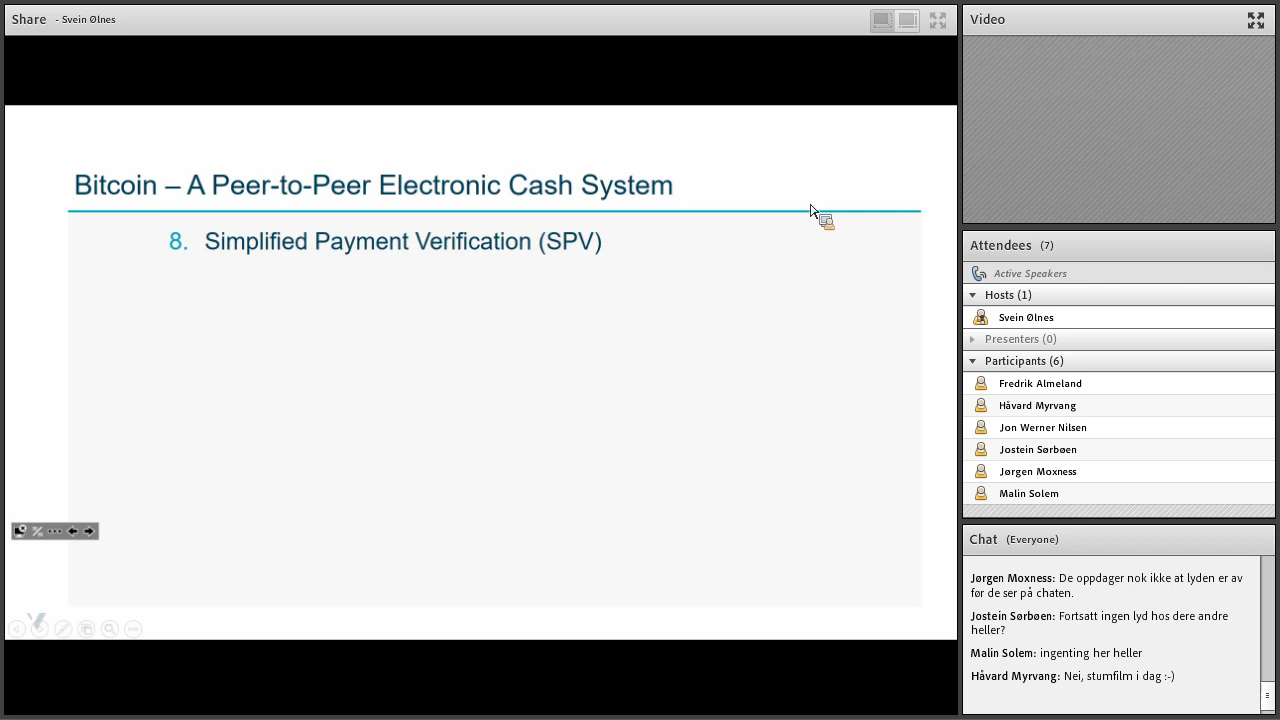 Share - Svein Ølnes
Bitcoin – A Peer-to-Peer Electronic Cash System
8. Simplified Payment Verification (SPV)
Video
Attendees (7)
Active Speakers
Hosts (1)
Svein Ølnes
Presenters (0)
Participants (6)
Fredrik Almeland
Håvard Myrvang
Jon Werner Nilsen
Jostein Sørbøen
Jørgen Moxness
Malin Solem
Chat (Everyone)
Jørgen Moxness: De oppdager nok ikke at lyden er av
før de ser på chaten.
Jostein Sørbøen: Fortsatt ingen lyd hos dere andre
heller?
Malin Solem: ingenting her heller
Håvard Myrvang: Nei, stumfilm i dag :-)